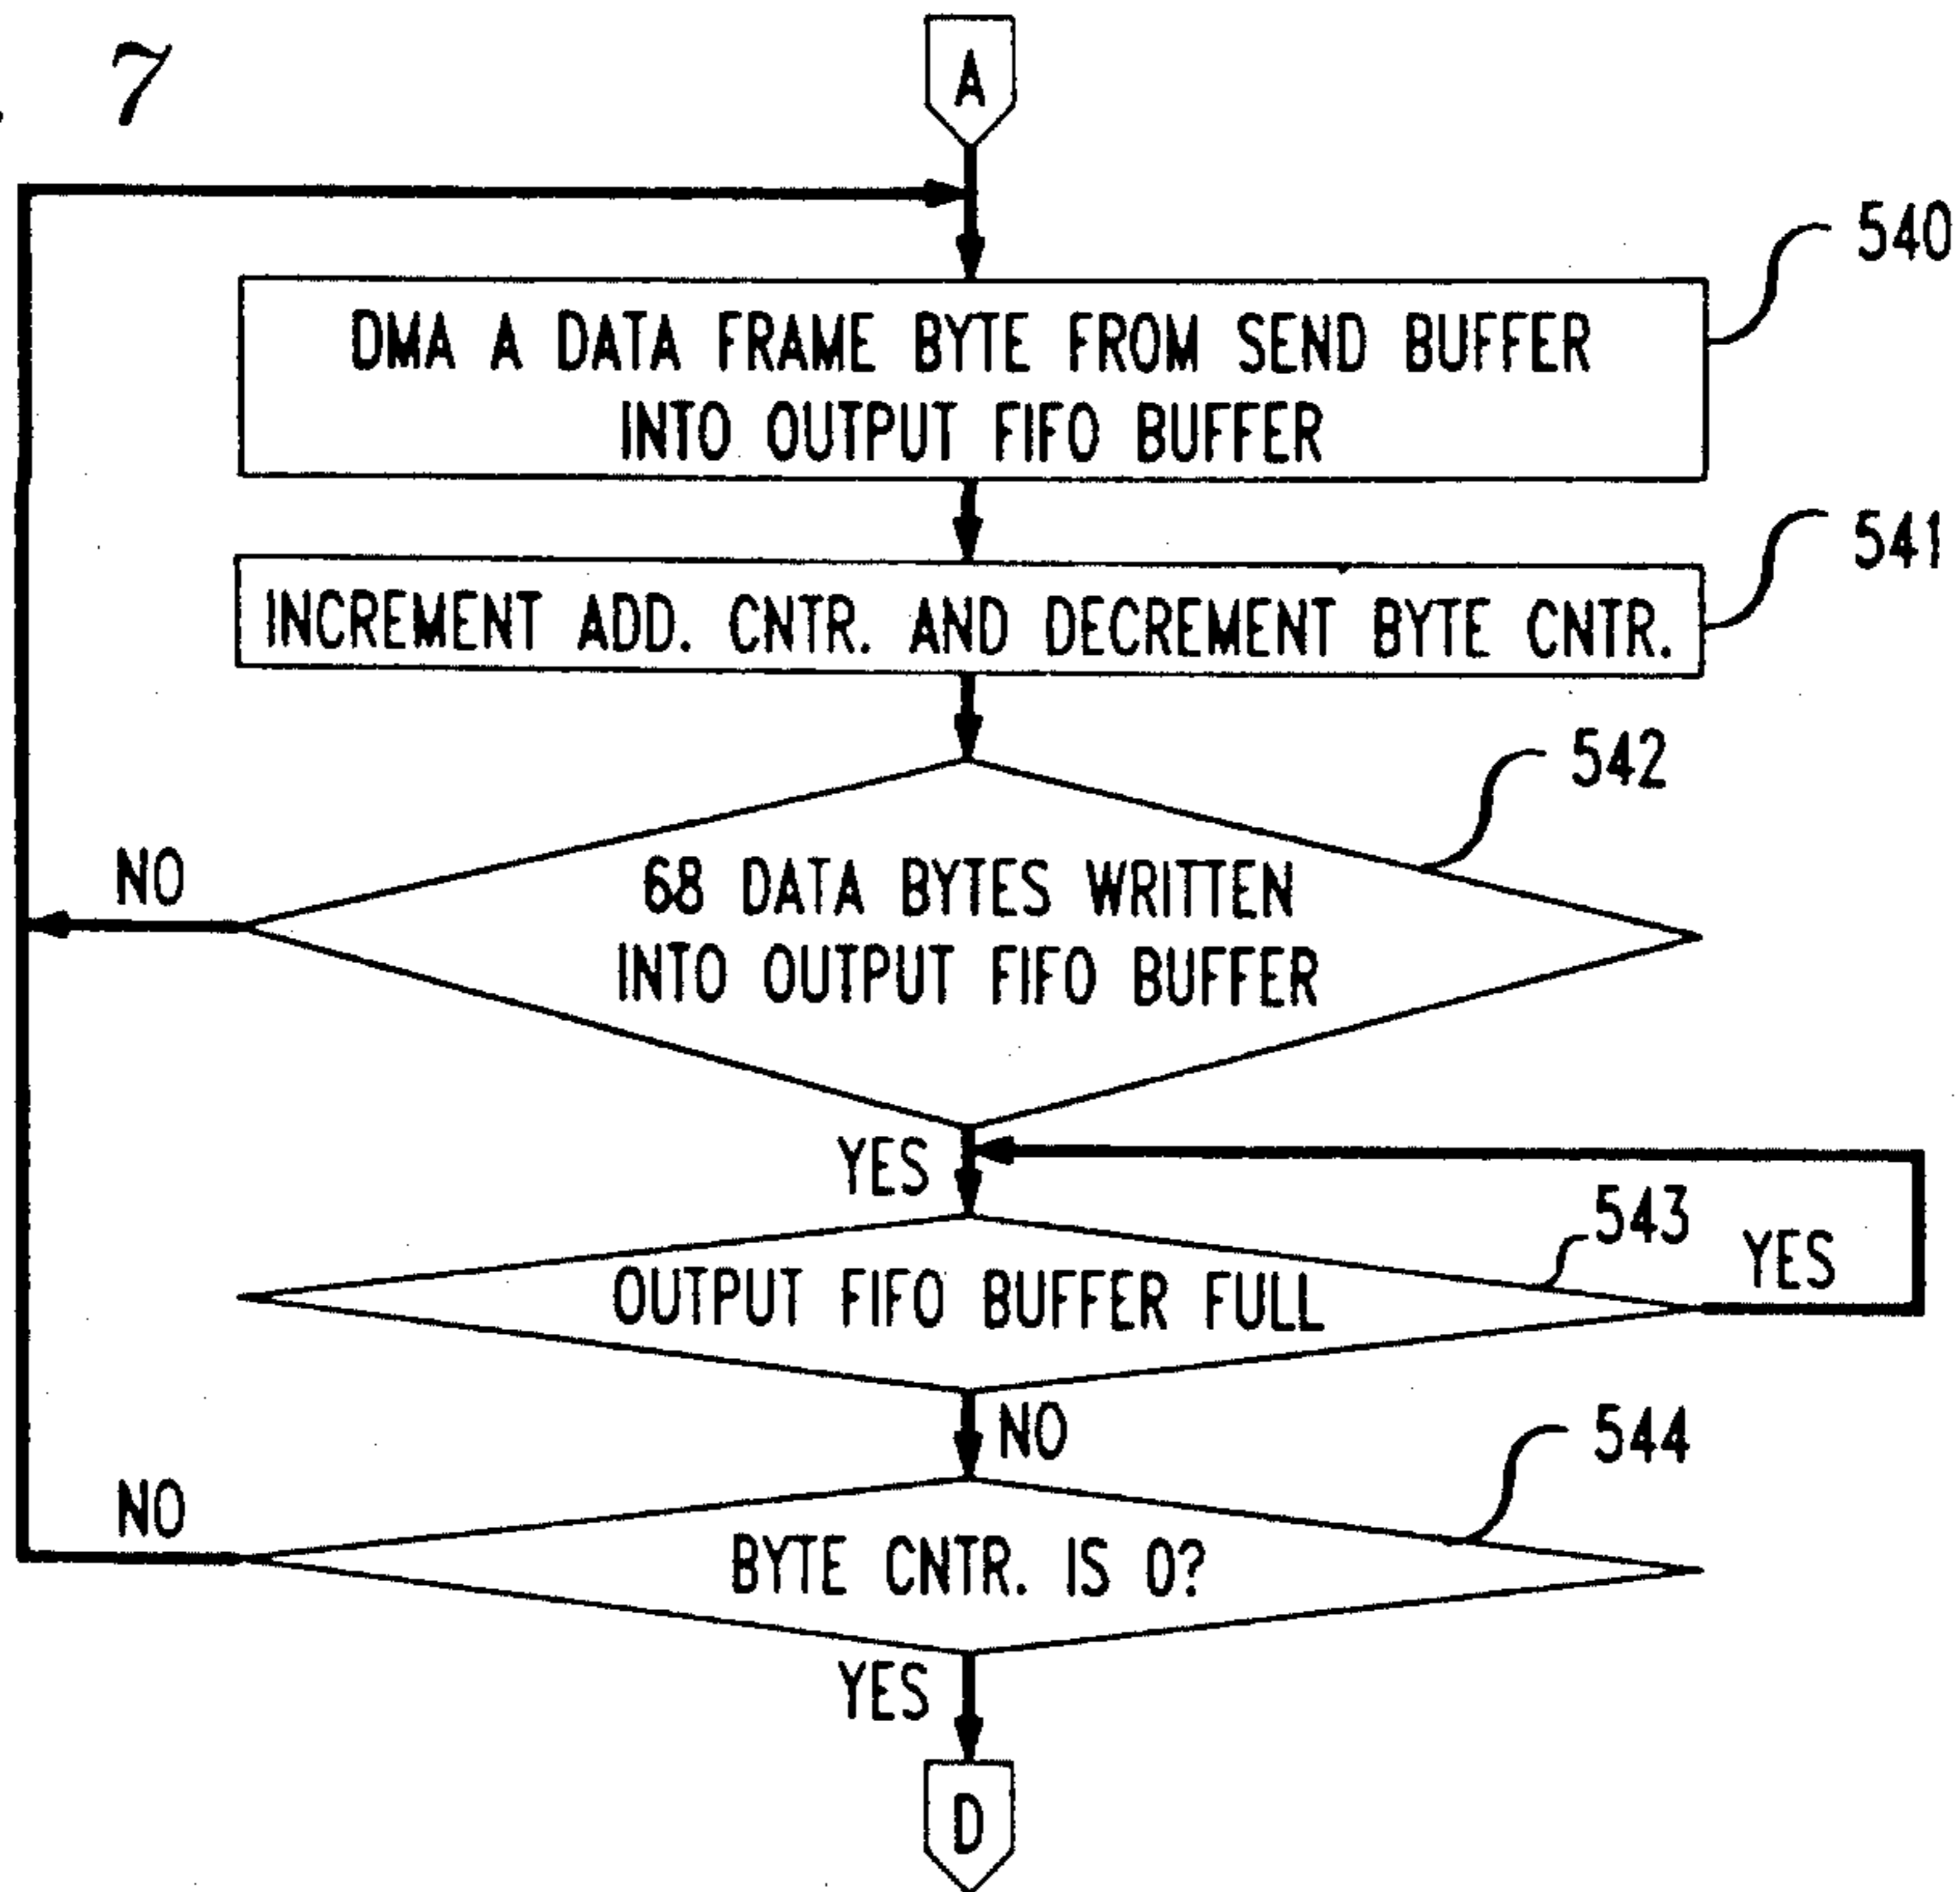 . 7
A
540
DMA A DATA FRAME BYTE FROM SEND BUFFER
INTO OUTPUT FIFO BUFFER
541
INCREMENT ADD. CNTR. AND DECREMENT BYTE CNTR.
542
NO
68 DATA BYTES WRITTEN
INTO OUTPUT FIFO BUFFER
YES
543
YES
OUTPUT FIFO BUFFER FULL
NO
544
NO
BYTE CNTR. IS 0?
YES
D